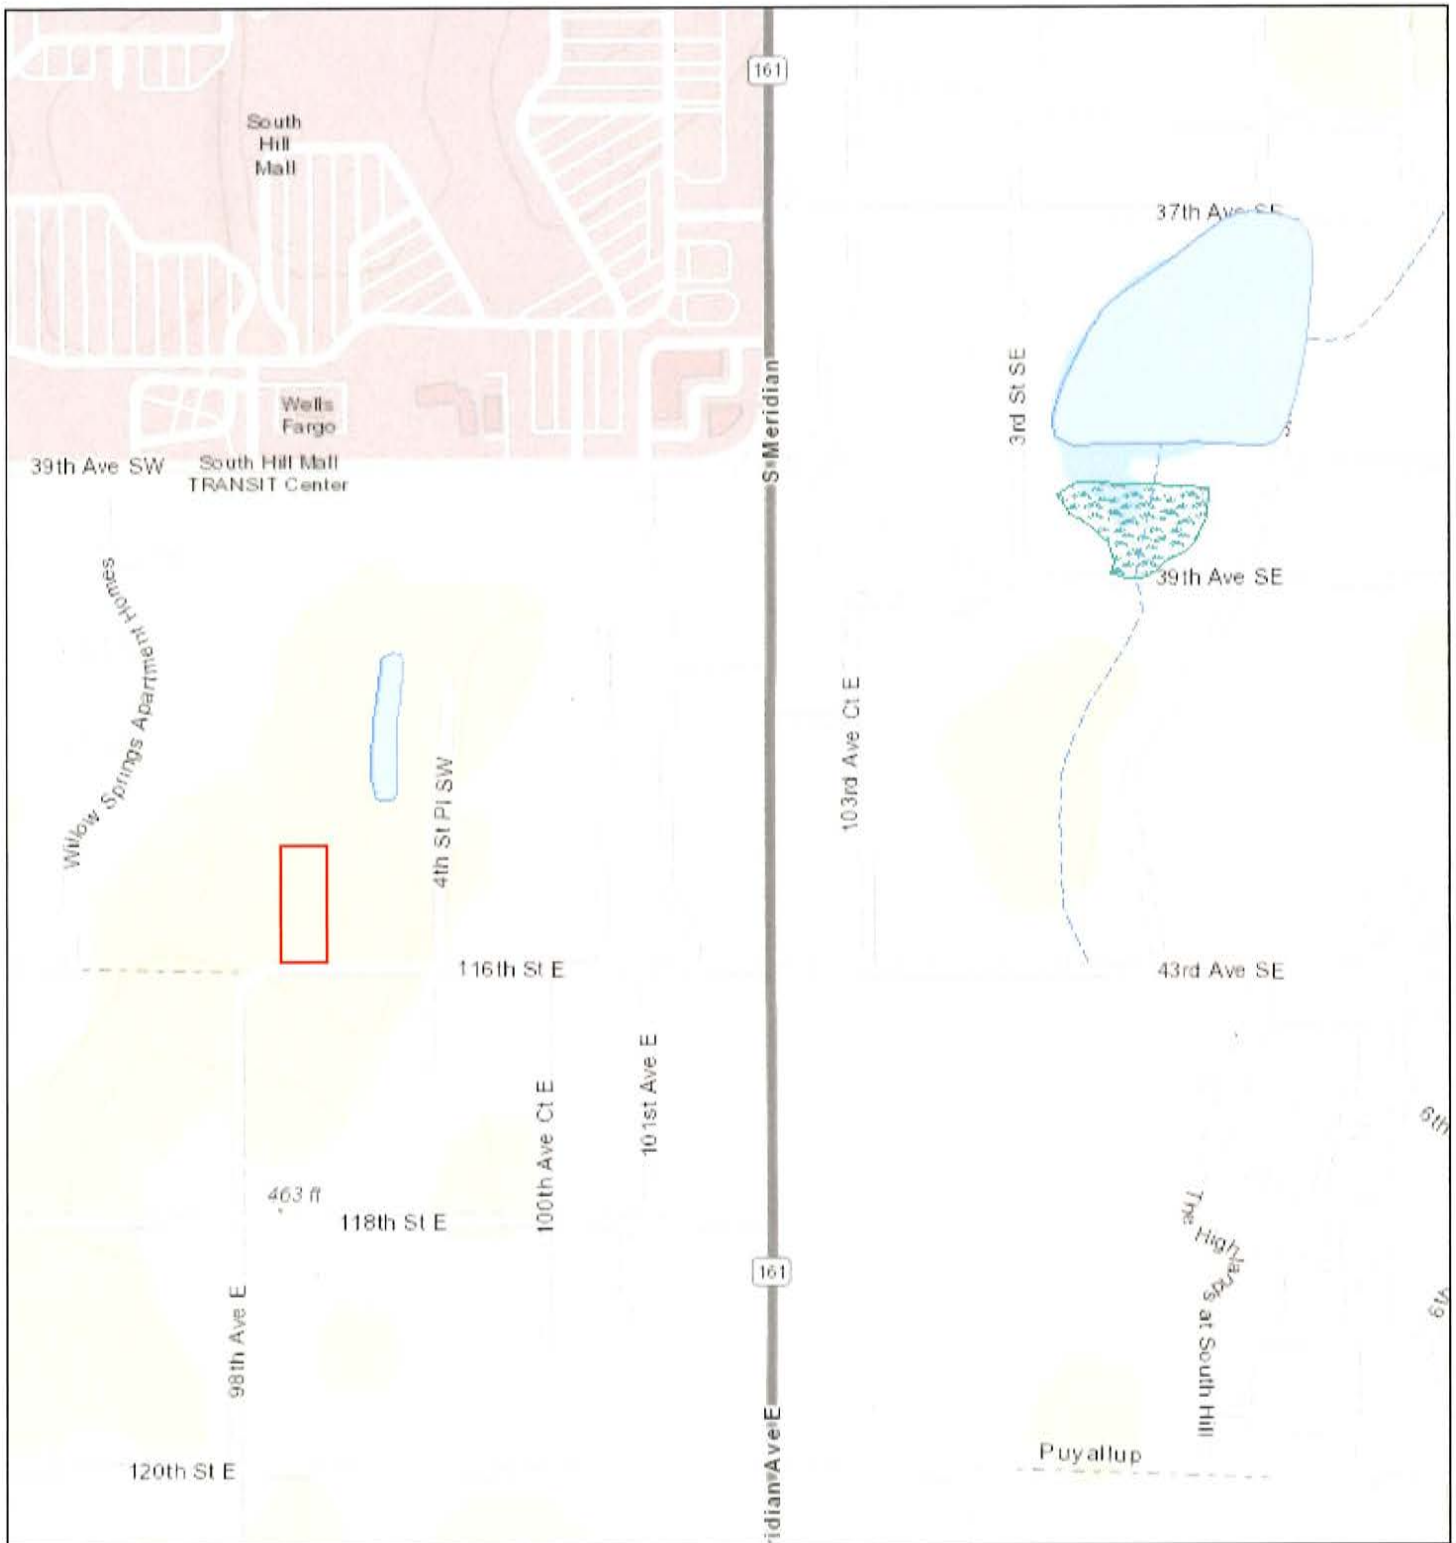 161
South
Hill
Mall
37th Ave SE
3rd St SE
S Meridian
Wells
Fargo
39th Ave SW
South Hill Mall
TRANSIT Center
39th Ave SE
Willow Springs Apartment Homes
4th St Pl SW
103rd Ave Ct E
116th St E
43rd Ave SE
101st Ave E
100th Ave Ct E
6th
463 ft
118th St E
The Highlands at South Hill
161
98th Ave E
idian Ave E
Puyallup
120th St E